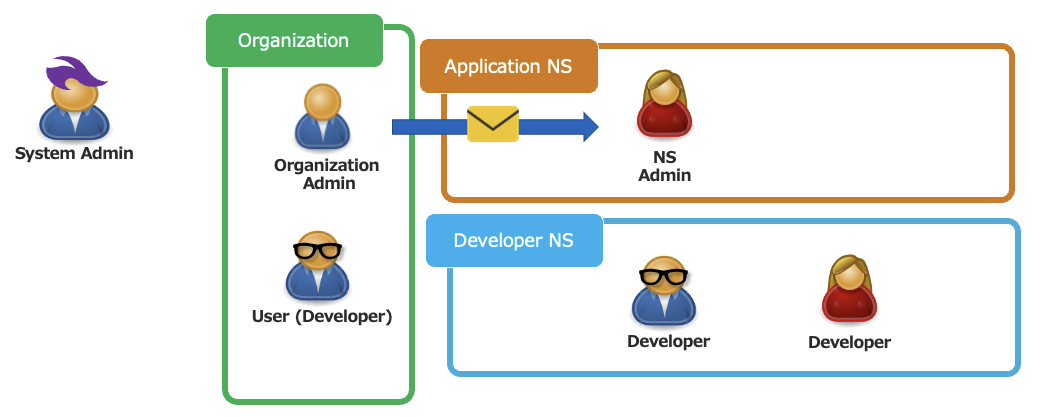 Organization
Application NS
System Admin
Organization
Admin
NS
Admin
User (Developer)
Developer NS
Developer
Developer